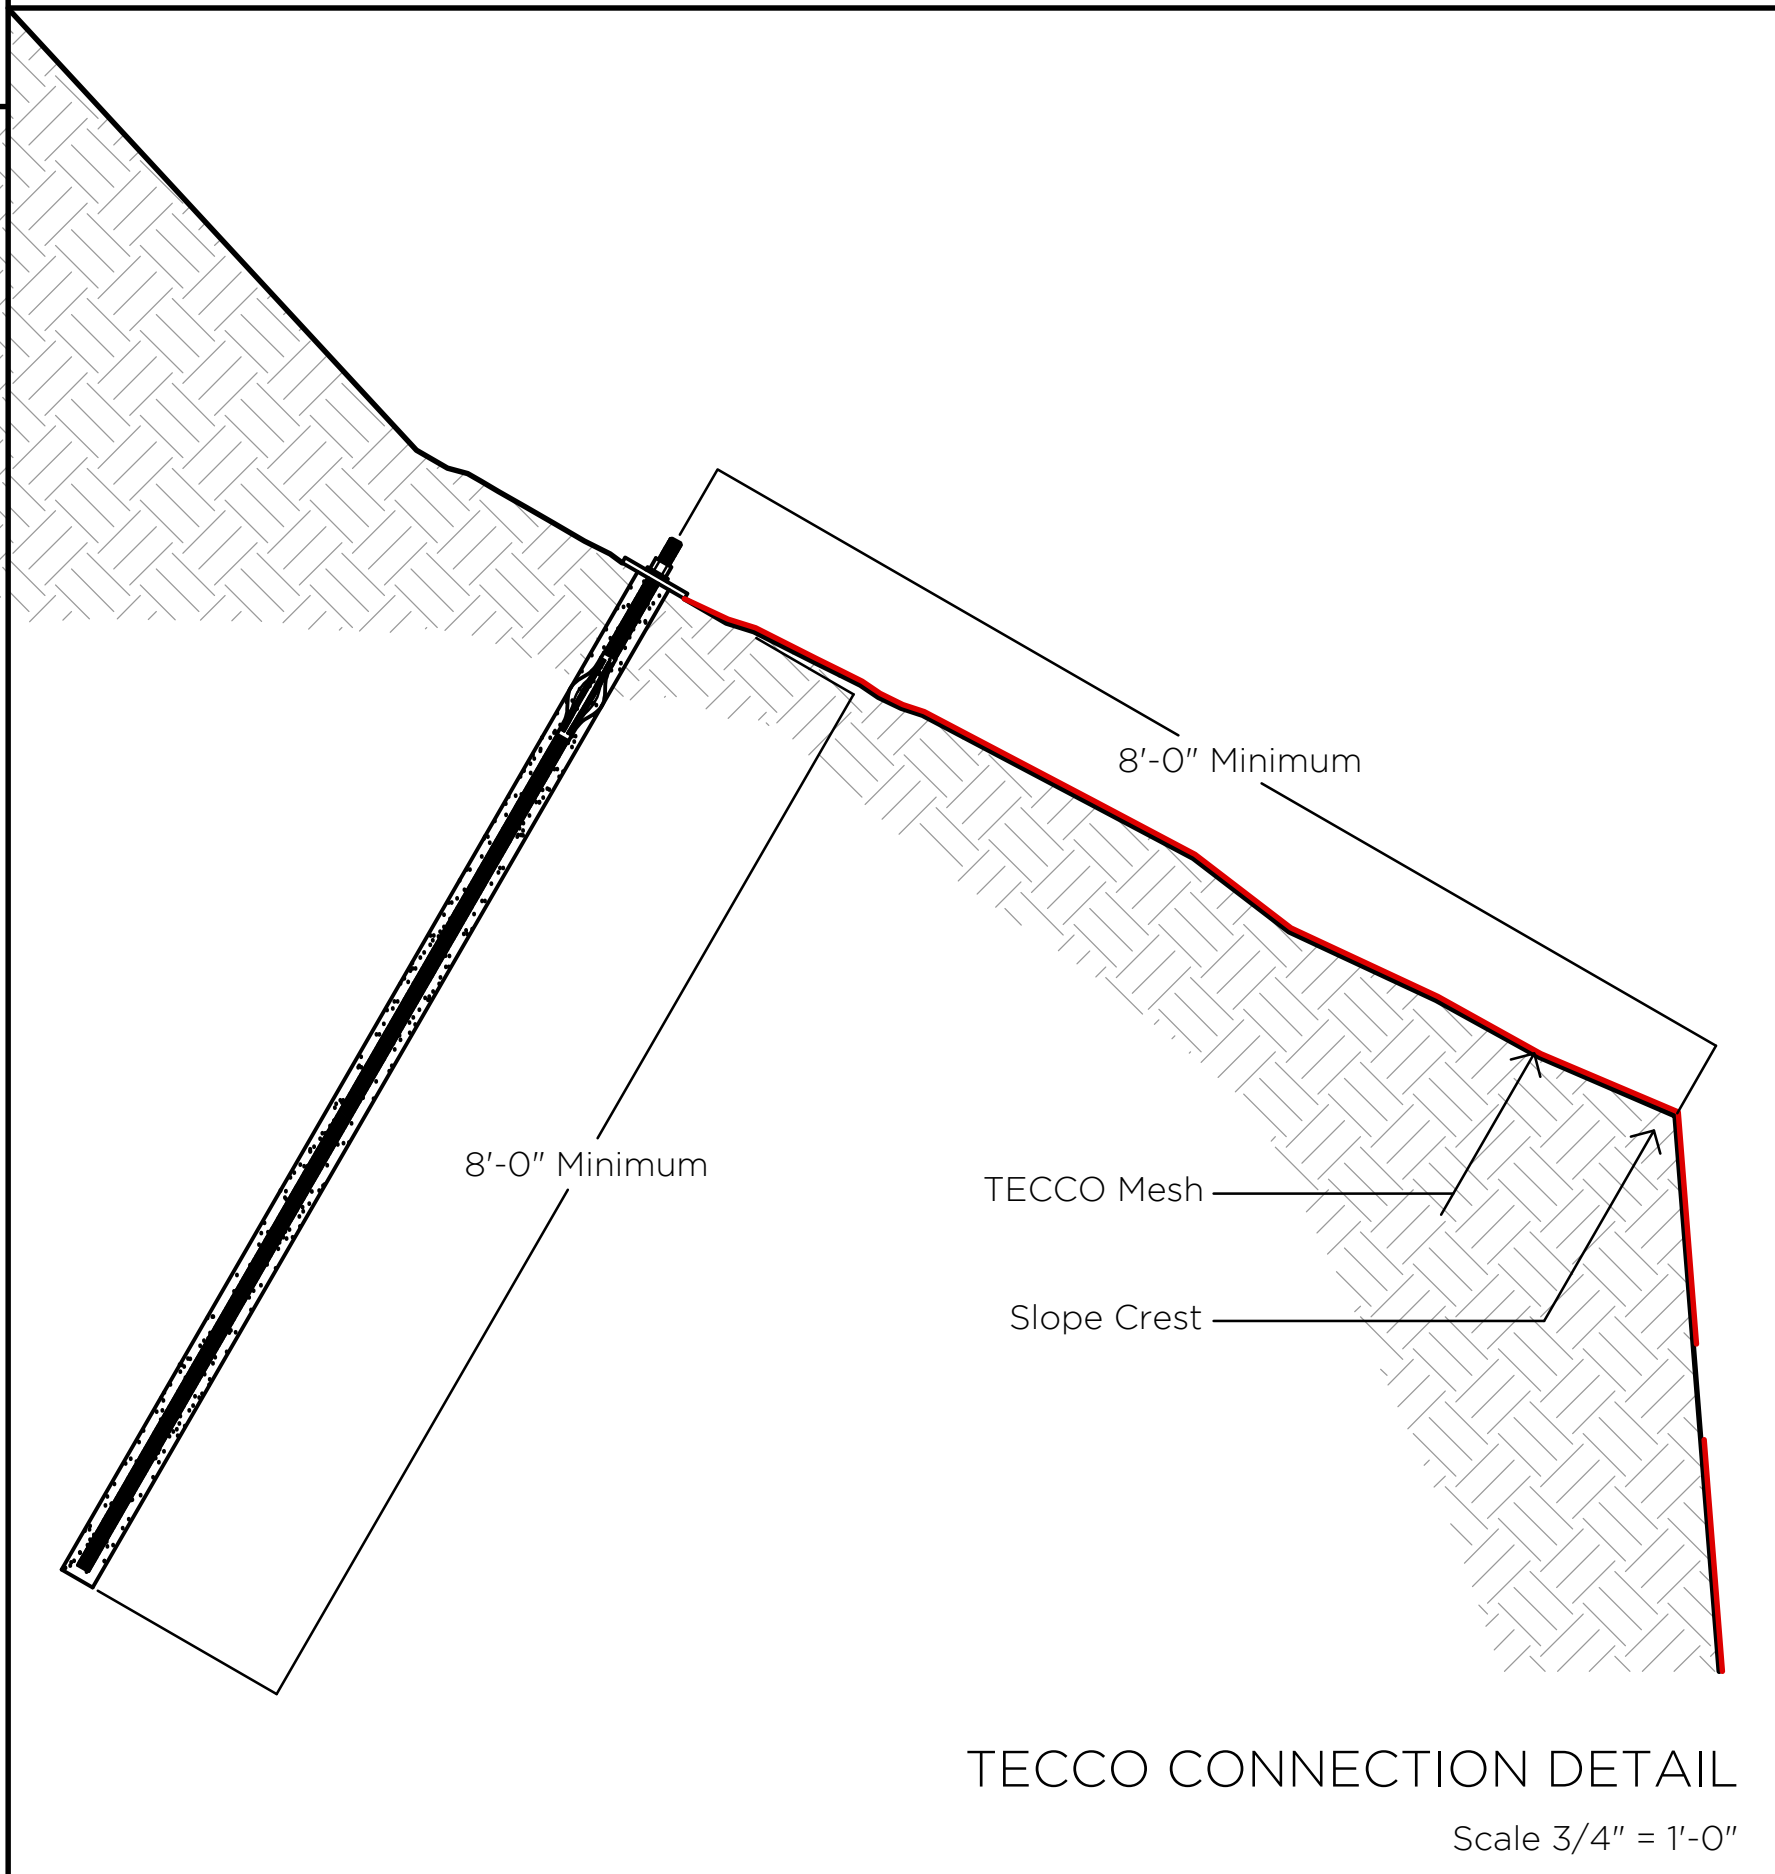 8'-0" Minimum
8'-0" Minimum
TECCO Mesh
Slope Crest
TECCO CONNECTION DETAIL
Scale 3/4" = 1'-0"